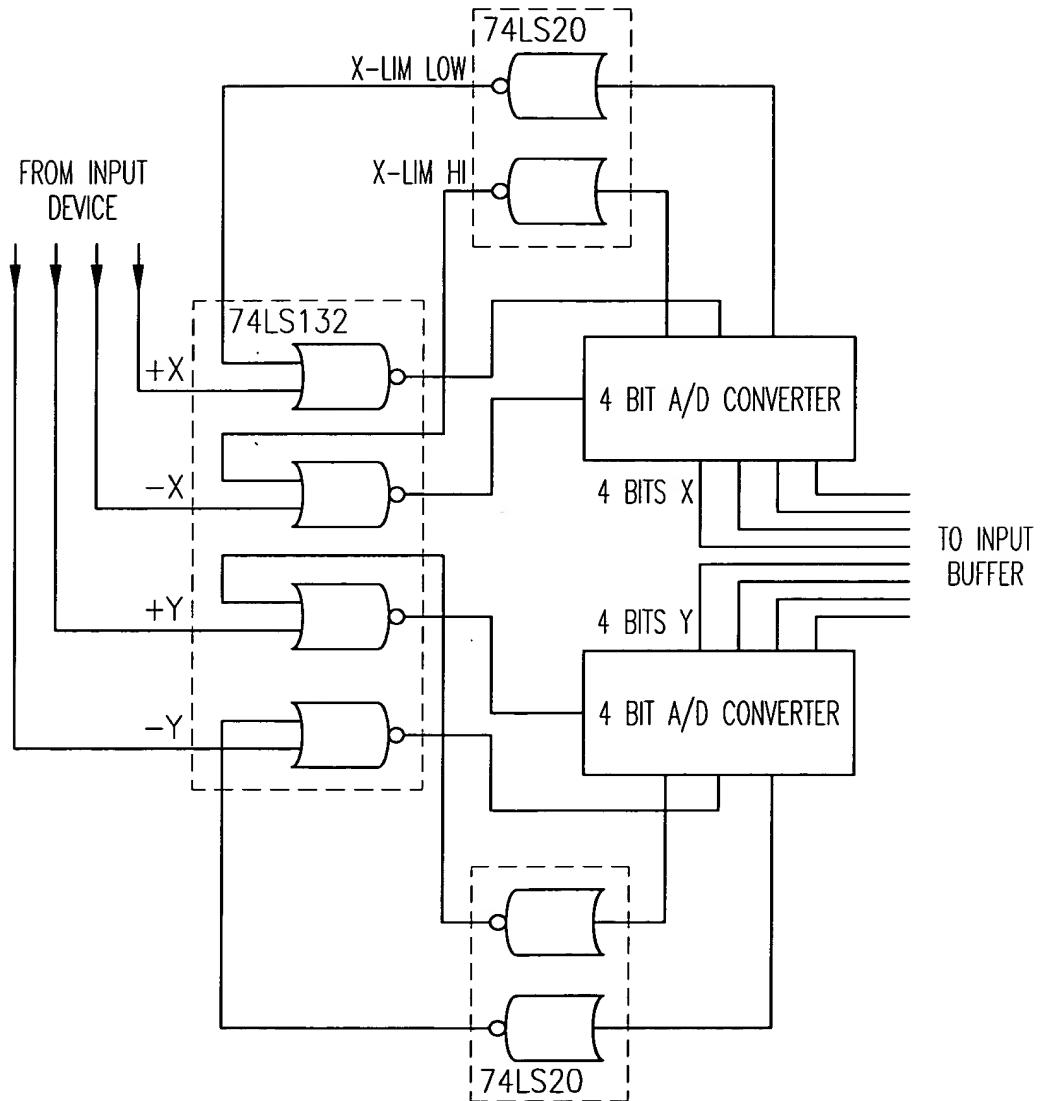 74LS20
X-LIM LOW
X-LIM HI
FROM INPUT
DEVICE
74LS132
+X
-X
+Y
-Y
4 BIT A/D CONVERTER
4 BITS X
TO INPUT
BUFFER
4 BITS Y
4 BIT A/D CONVERTER
74LS20